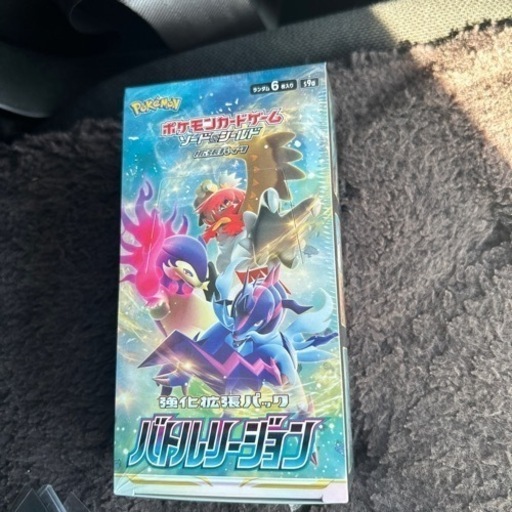 ランダム6枚入り s9a
POKÉMON
ポケモンカードゲーム
ソード&シールド
強化拡張パック
バトルリージョン